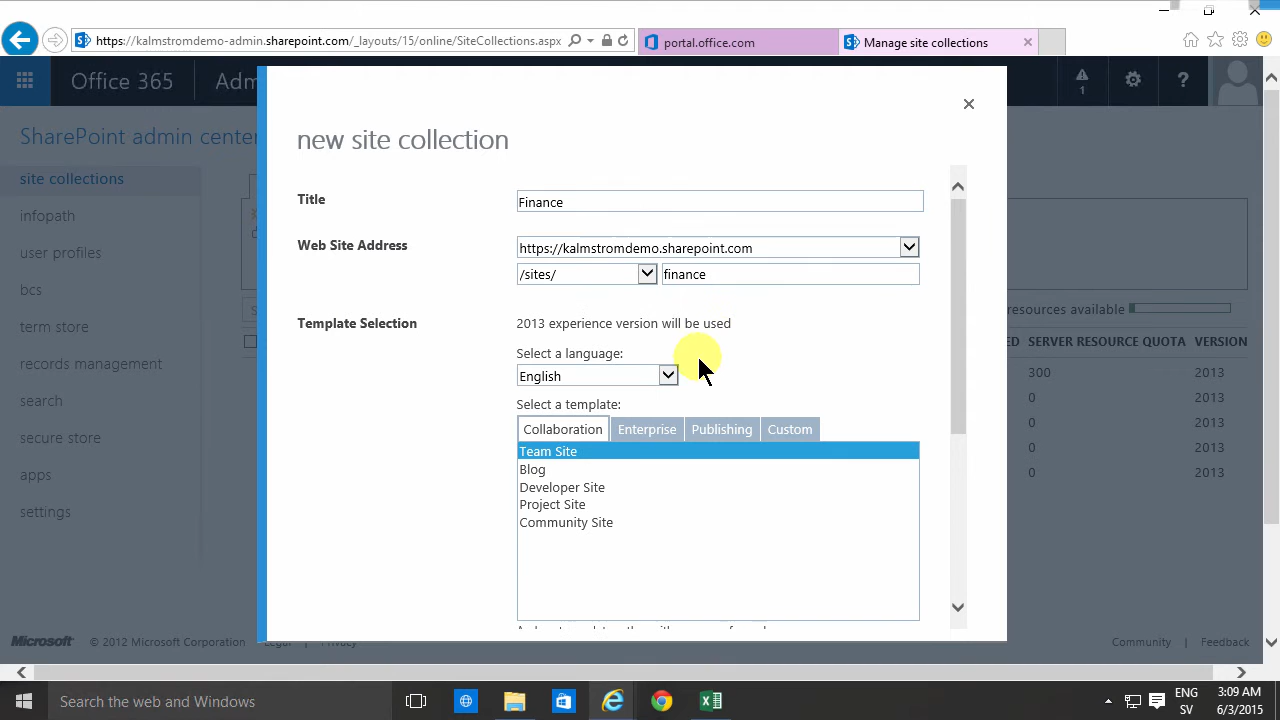 https://kalmstromdemo-admin.sharepoint.com/_layouts/15/online/SiteCollections.aspx
portal.office.com
Manage site collections
Office 365
Adm
1
?
SharePoint admin center
new site collection
site collections
infopath
user profiles
bcs
term store
records management
search
secure store
apps
settings
Title
Finance
Web Site Address
https://kalmstromdemo.sharepoint.com
/sites/
finance
Template Selection
2013 experience version will be used
Select a language:
English
Select a template:
Collaboration
Enterprise
Publishing
Custom
Team Site
Blog
Developer Site
Project Site
Community Site
resources available
SERVER RESOURCE QUOTA
VERSION
300
2013
0
2013
0
2013
0
2013
0
2013
Microsoft
© 2012 Microsoft Corporation
Legal
Privacy
Community
Feedback
Search the web and Windows
ENG
SV
3:09 AM
6/3/2015